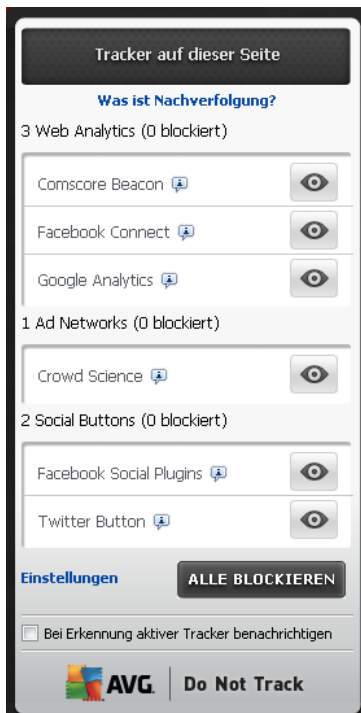 Tracker auf dieser Seite
Was ist Nachverfolgung?
3 Web Analytics (0 blockiert)
Comscore Beacon
Facebook Connect
Google Analytics
1 Ad Networks (0 blockiert)
Crowd Science
2 Social Buttons (0 blockiert)
Facebook Social Plugins
Twitter Button
Einstellungen
ALLE BLOCKIEREN
Bei Erkennung aktiver Tracker benachrichtigen
AVG. Do Not Track